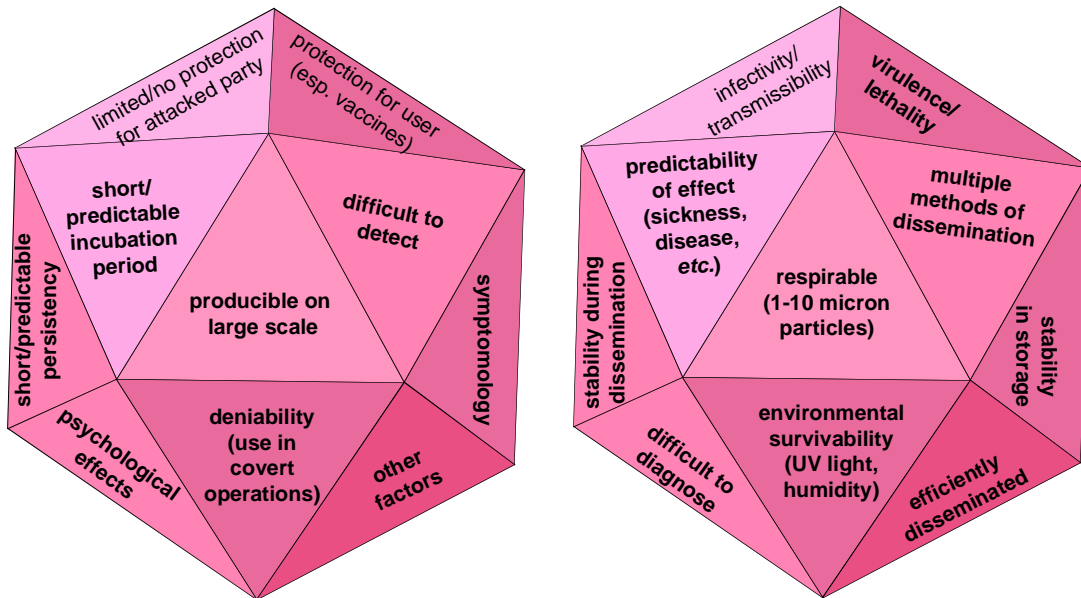 limited/no protection
for attacked party
protection for user
(esp. vaccines)
short/
predictable
incubation
period
difficult to
detect
short/predictable
persistency
producible on
large scale
symptomology
psychological
effects
deniability
(use in
covert
operations)
other
factors
infectivity/
transmissibility
virulence/
lethality
predictability
of effect
(sickness,
disease,
etc.)
multiple
methods of
dissemination
stability during
dissemination
respirable
(1-10 micron
particles)
stability
in storage
difficult to
diagnose
environmental
survivability
(UV light,
humidity)
efficiently
disseminated